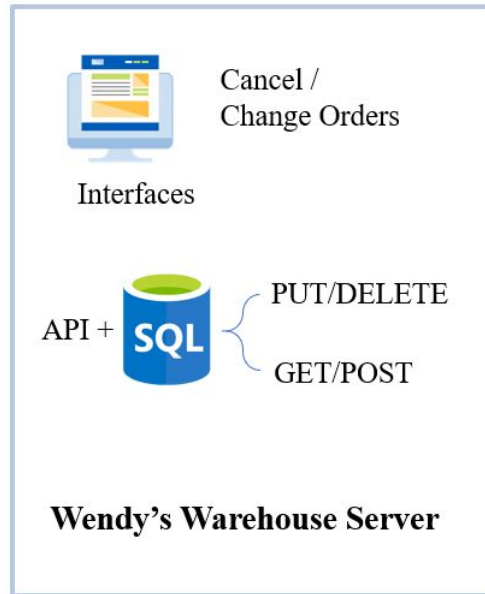 Cancel /
Change Orders
Interfaces
PUT/DELETE
API +
SQL
GET/POST
Wendy’s Warehouse Server